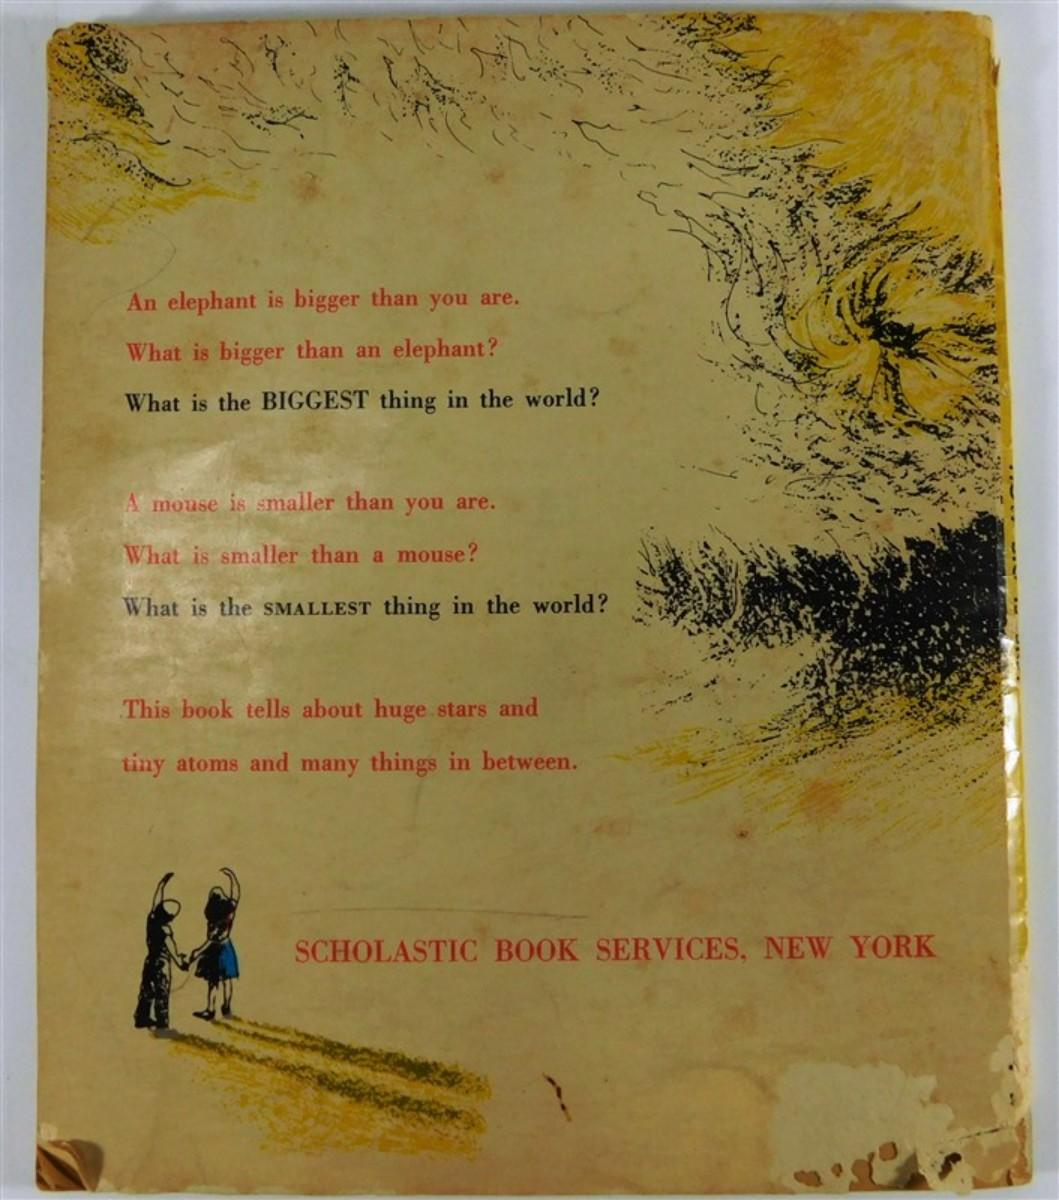 An elephant is bigger than you are.
What is bigger than an elephant?
What is the BIGGEST thing in the world?
A mouse is smaller than you are.
What is smaller than a mouse?
What is the SMALLEST thing in the world?
This book tells about huge stars and
tiny atoms and many things in between.
SCHOLASTIC BOOK SERVICES, NEW YORK